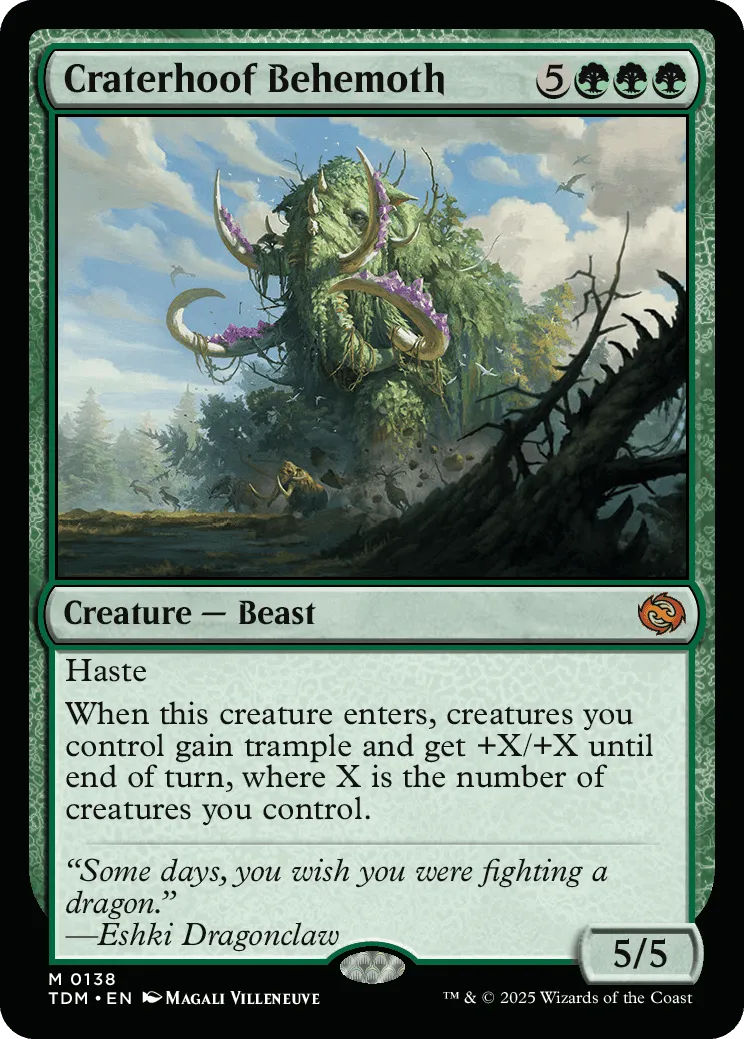 Craterhoof Behemoth 5
Creature — Beast
Haste
When this creature enters, creatures you
control gain trample and get +X/+X until
end of turn, where X is the number of
creatures you control.
“Some days, you wish you were fighting a
dragon.”
—Eshki Dragonclaw
5/5
M 0138
TDM • EN Magali Villeneuve
™ & © 2025 Wizards of the Coast